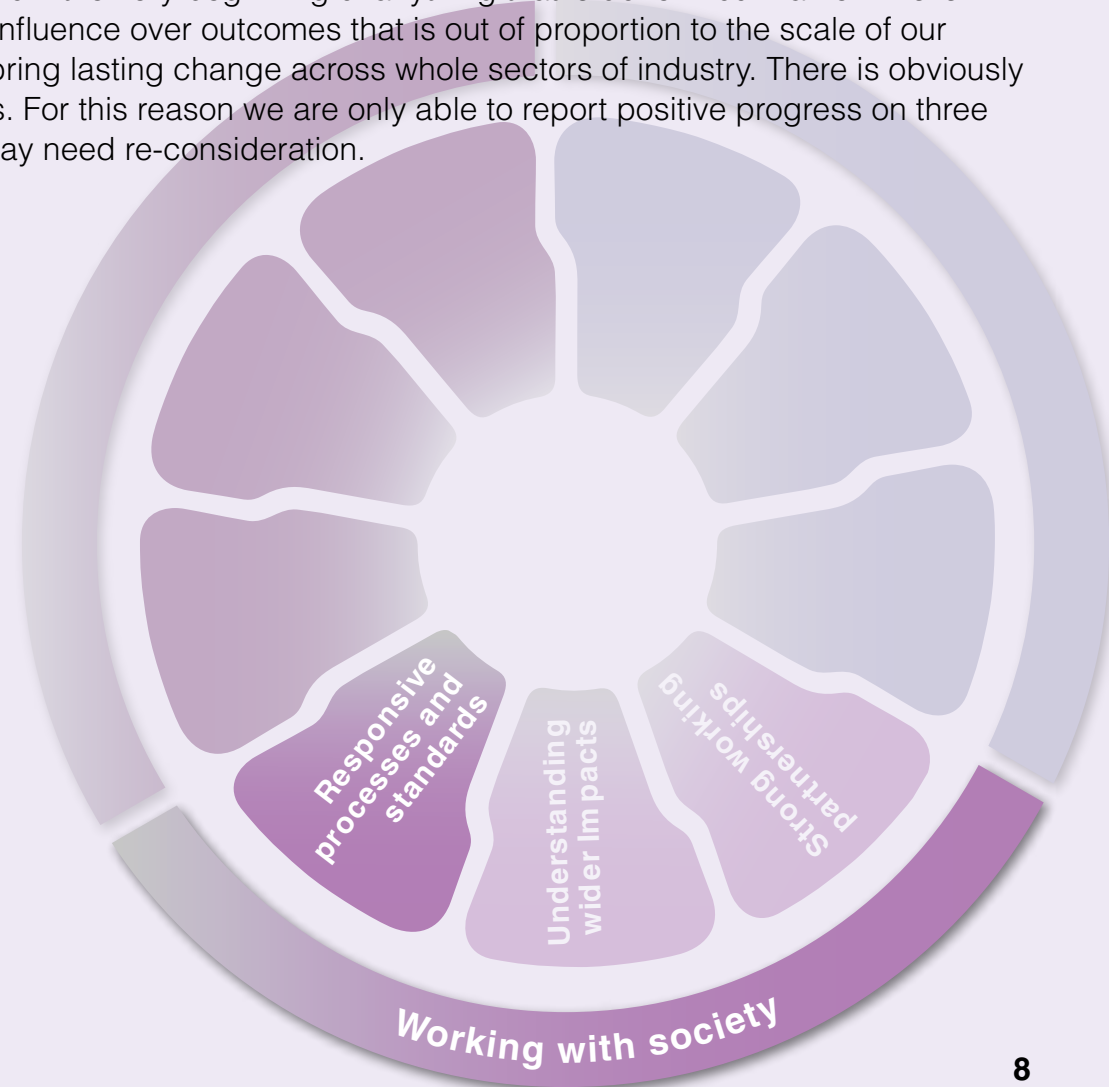 influence over outcomes that is out of proportion to the scale of our
bring lasting change across whole sectors of industry. There is obviously
s. For this reason we are only able to report positive progress on three
ay need re-consideration.
Responsive
processes and
standards
Understanding
wider Im pacts
Strong working
partnerships
Working with society
8